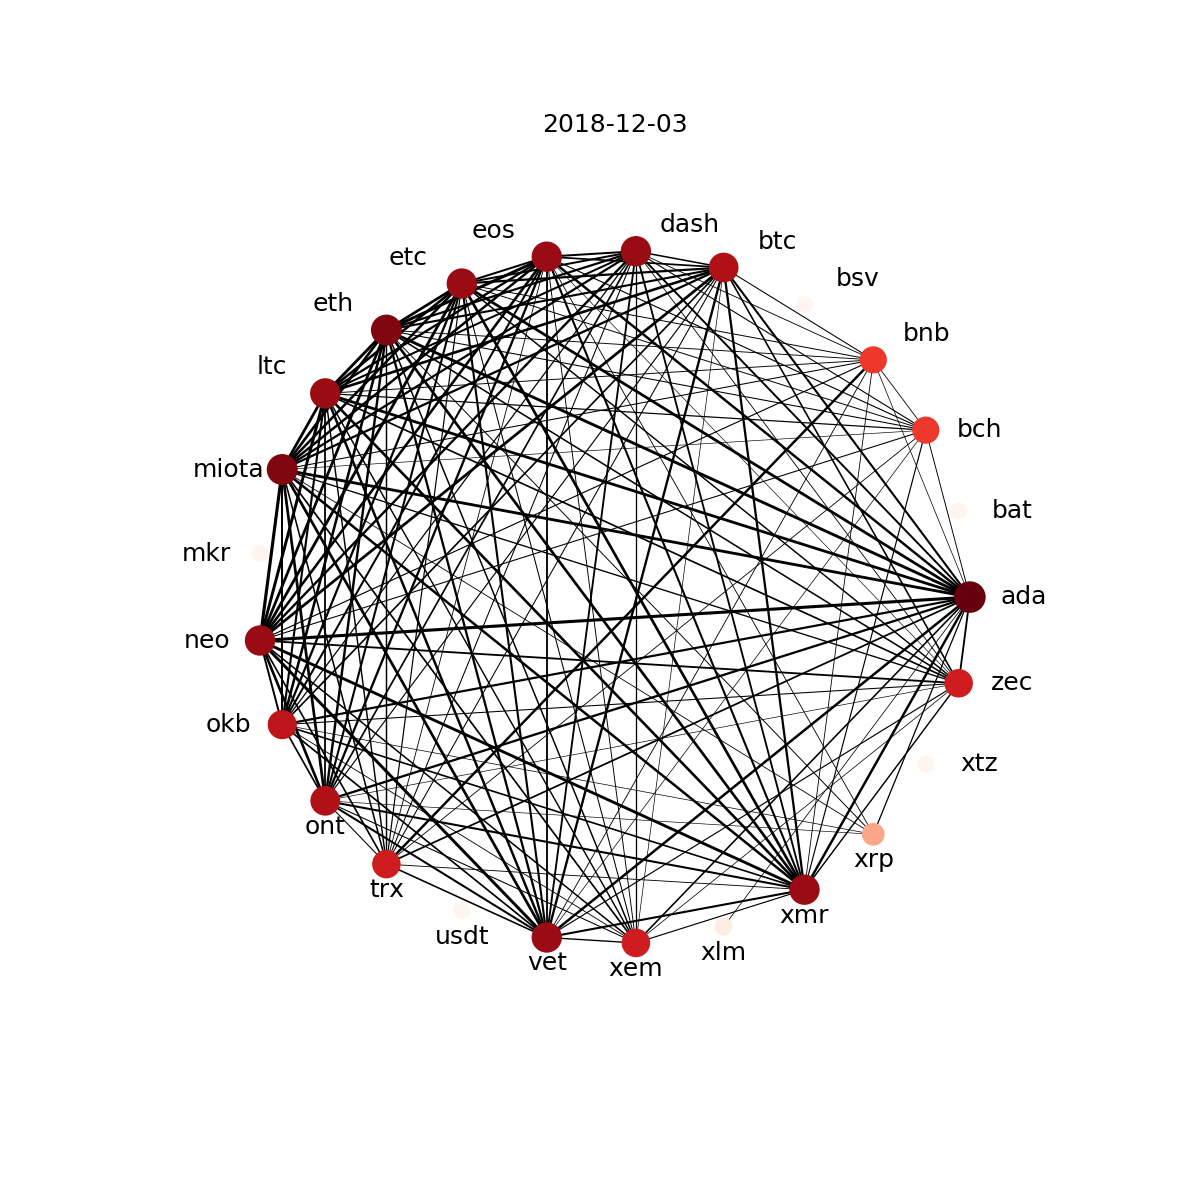 2018-12-03
dash
eos
btc
etc
bsv
eth
bnb
ltc
bch
miota
bat
mkr
ada
neo
zec
okb
xtz
ont
xrp
trx
xmr
usdt
xlm
vet
xem